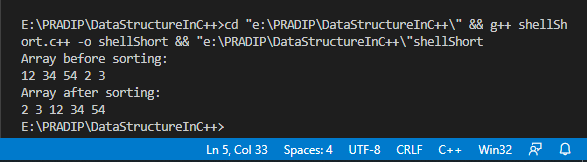 E:\PRADIP\DataStructureInC++>cd "e:\PRADIP\DataStructureInC++\" && g++ shellSh
ort.c++ -o shellShort && "e:\PRADIP\DataStructureInC++\"shellShort
Array before sorting:
12 34 54 2 3
Array after sorting:
2 3 12 34 54
E:\PRADIP\DataStructureInC++>
Ln 5, Col 33 Spaces: 4 UTF-8 CRLF C++ Win32